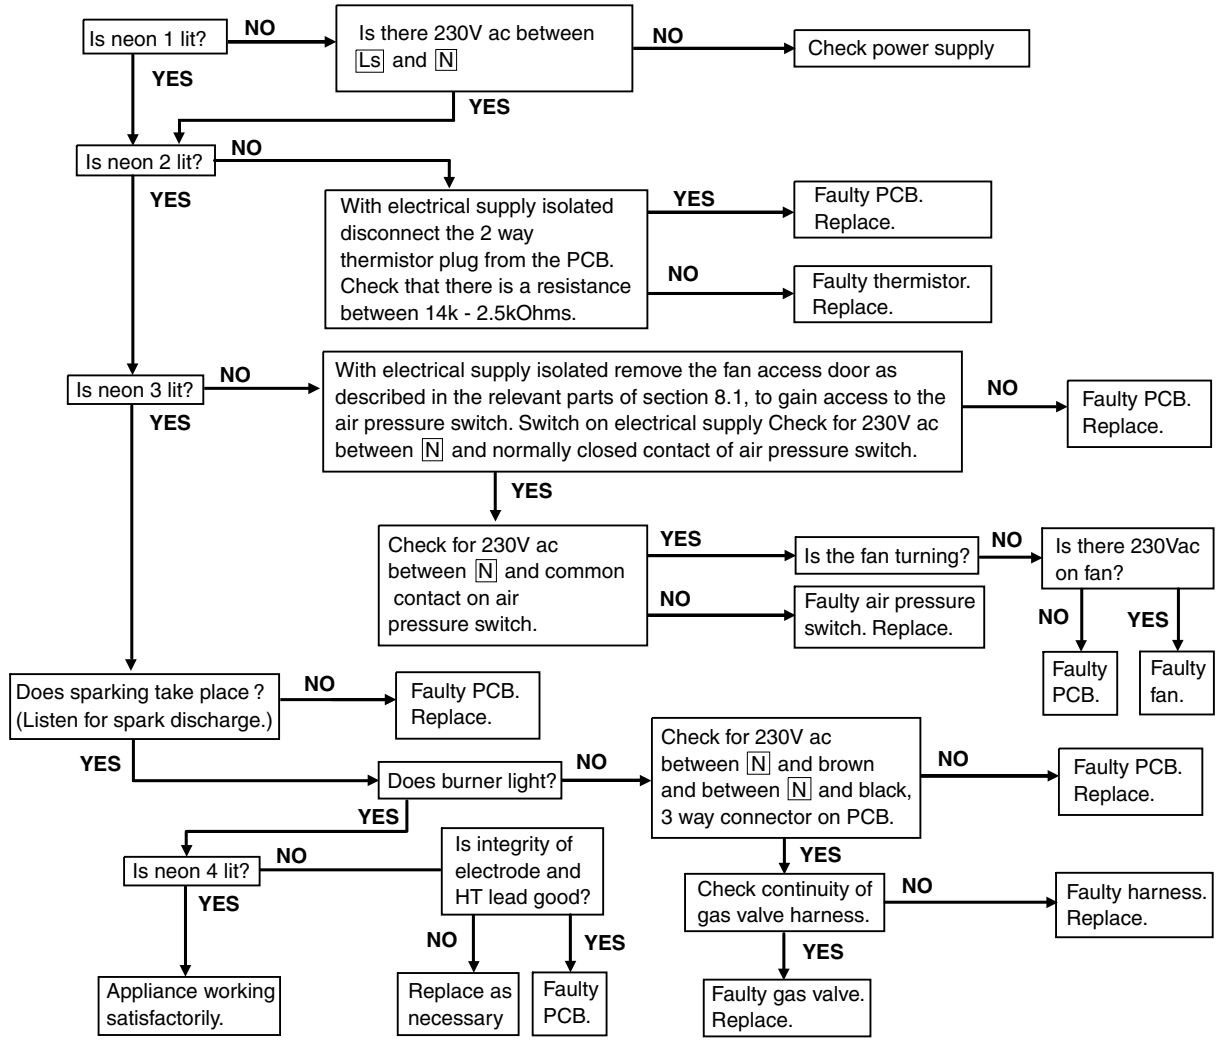 Is neon 1 lit?
NO
Is there 230V ac between
Ls and N
NO
Check power supply
YES
YES
Is neon 2 lit?
NO
YES
With electrical supply isolated
disconnect the 2 way
thermistor plug from the PCB.
Check that there is a resistance
between 14k - 2.5kOhms.
YES
Faulty PCB.
Replace.
NO
Faulty thermistor.
Replace.
Is neon 3 lit?
NO
YES
With electrical supply isolated remove the fan access door as
described in the relevant parts of section 8.1, to gain access to the
air pressure switch. Switch on electrical supply Check for 230V ac
between N and normally closed contact of air pressure switch.
NO
Faulty PCB.
Replace.
YES
Check for 230V ac
between N and common
contact on air
pressure switch.
YES
Is the fan turning?
NO
Is there 230Vac
on fan?
NO
Faulty air pressure
switch. Replace.
NO
YES
Faulty
PCB.
Faulty
fan.
Does sparking take place ?
(Listen for spark discharge.)
NO
Faulty PCB.
Replace.
YES
Does burner light?
NO
Check for 230V ac
between N and brown
and between N and black,
3 way connector on PCB.
NO
Faulty PCB.
Replace.
YES
YES
Is neon 4 lit?
NO
Is integrity of
electrode and
HT lead good?
Check continuity of
gas valve harness.
NO
Faulty harness.
Replace.
YES
NO
YES
YES
Appliance working
satisfactorily.
Replace as
necessary
Faulty
PCB.
Faulty gas valve.
Replace.